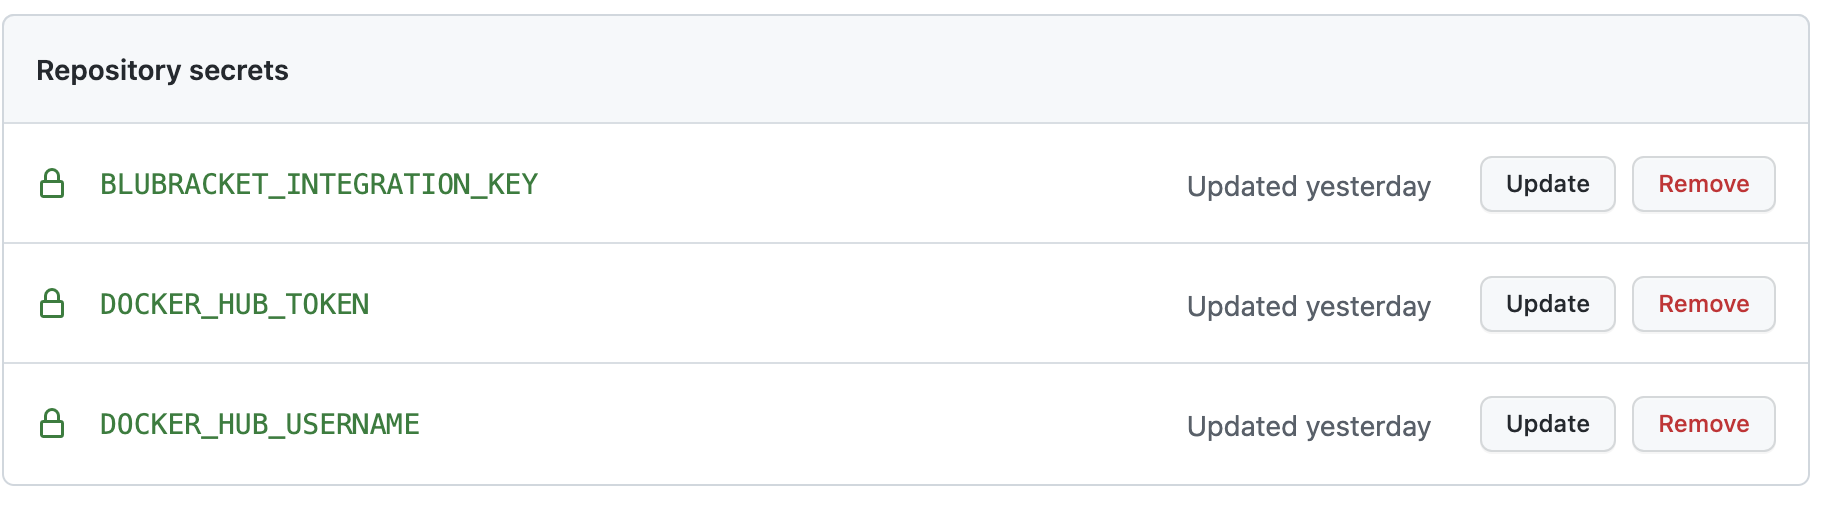 Repository secrets
BLUBRACKET_INTEGRATION_KEY Updated yesterday Update Remove
DOCKER_HUB_TOKEN Updated yesterday Update Remove
DOCKER_HUB_USERNAME Updated yesterday Update Remove